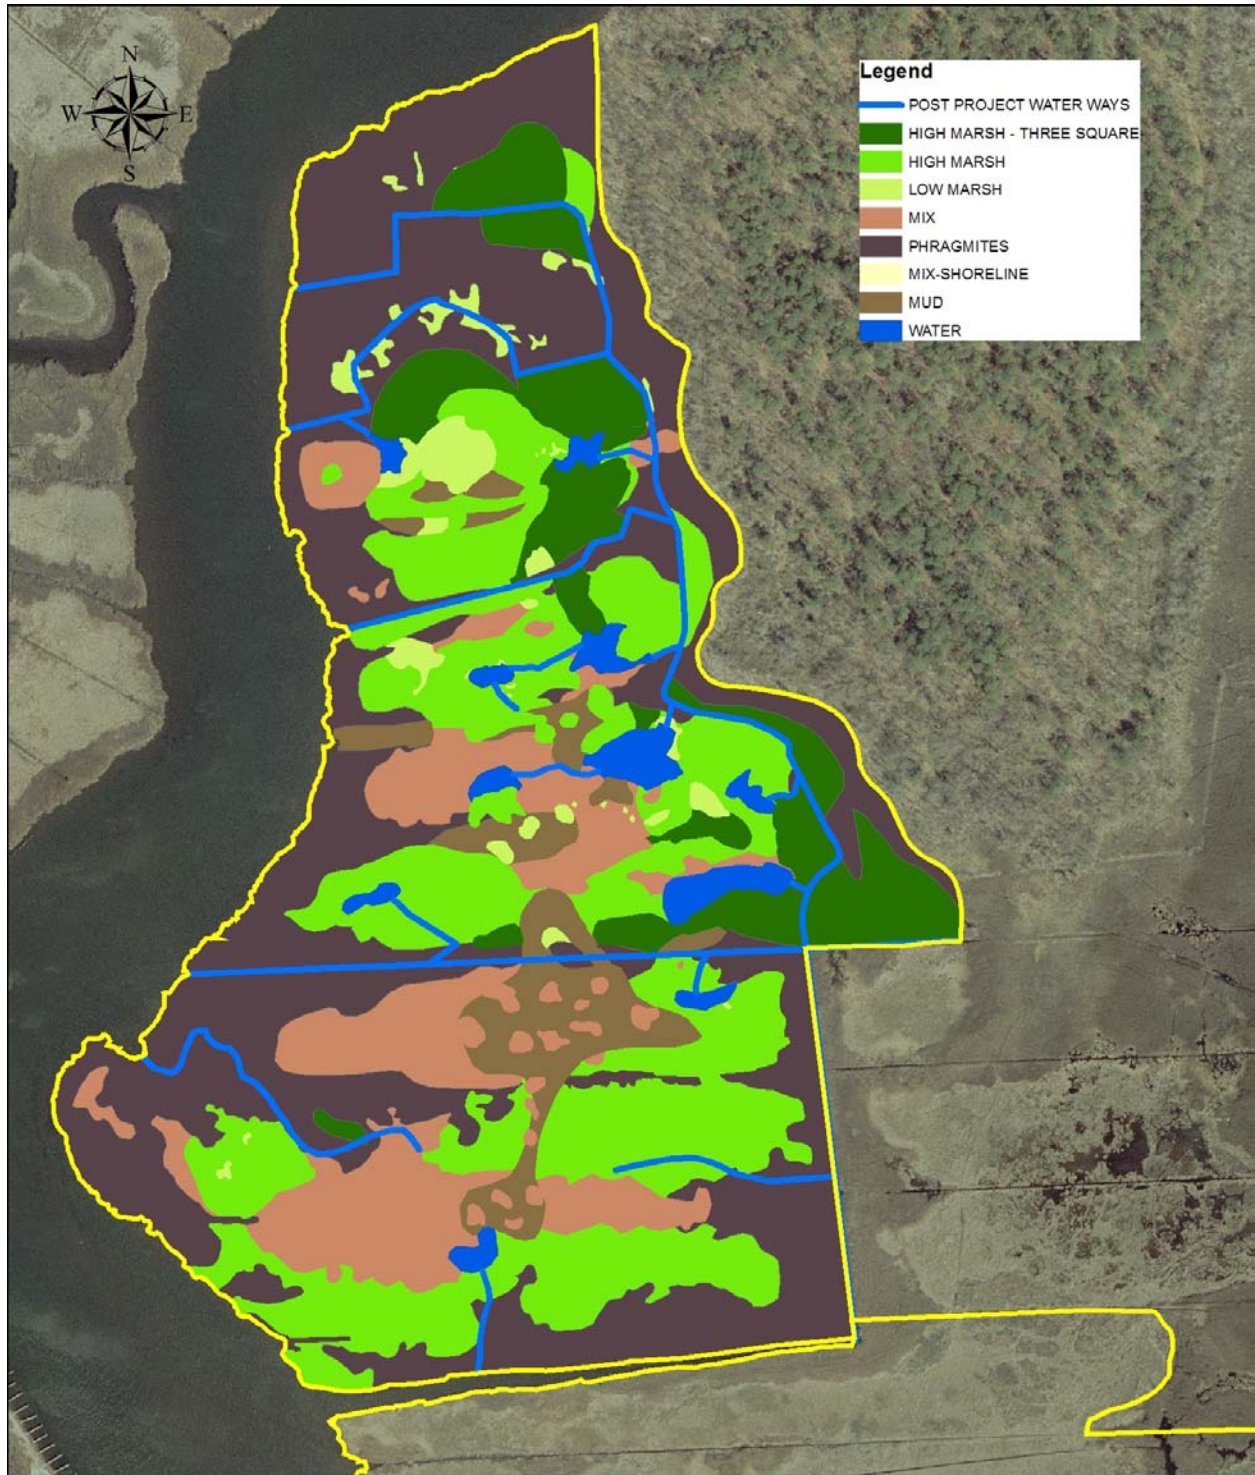 N
W E
S
Legend
POST PROJECT WATER WAYS
HIGH MARSH - THREE SQUARE
HIGH MARSH
LOW MARSH
MIX
PHRAGMITES
MIX-SHORELINE
MUD
WATER